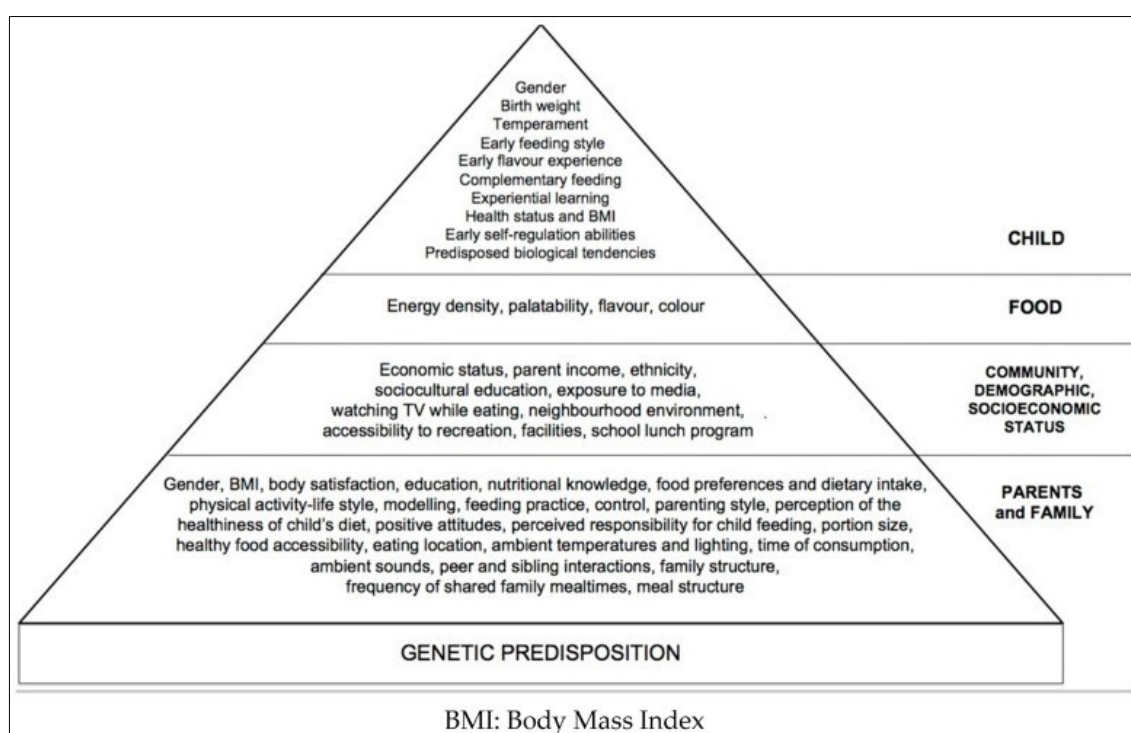 Gender
Birth weight
Temperament
Early feeding style
Early flavour experience
Complementary feeding
Experiential learning
Health status and BMI
Early self-regulation abilities
Predisposed biological tendencies
CHILD
Energy density, palatability, flavour, colour
FOOD
Economic status, parent income, ethnicity,
sociocultural education, exposure to media,
watching TV while eating, neighbourhood environment,
accessibility to recreation, facilities, school lunch program
COMMUNITY,
DEMOGRAPHIC,
SOCIOECONOMIC
STATUS
Gender, BMI, body satisfaction, education, nutritional knowledge, food preferences and dietary intake,
physical activity-life style, modelling, feeding practice, control, parenting style, perception of the
healthiness of child's diet, positive attitudes, perceived responsibility for child feeding, portion size,
healthy food accessibility, eating location, ambient temperatures and lighting, time of consumption,
ambient sounds, peer and sibling interactions, family structure,
frequency of shared family mealtimes, meal structure
PARENTS
and FAMILY
GENETIC PREDISPOSITION
BMI: Body Mass Index